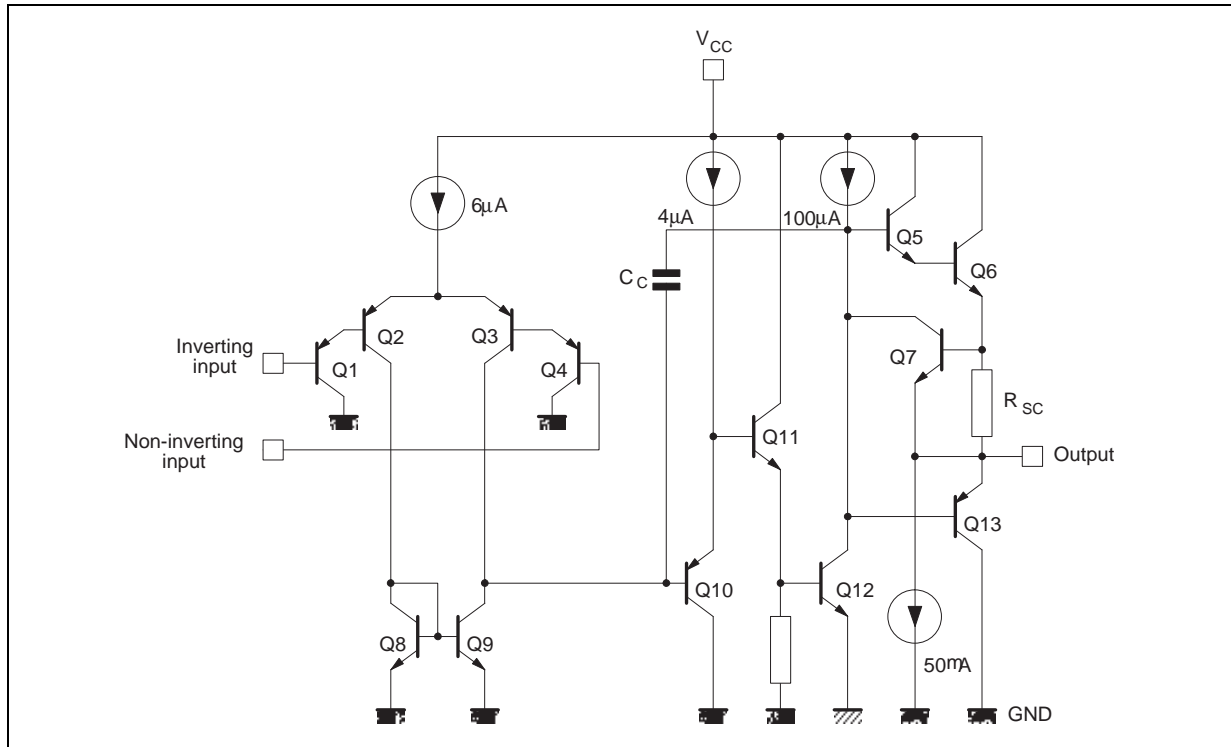 VCC
6µA
4µA
100µA
Q5
Q6
CC
Q2
Q3
Q7
Inverting
input
Q1
Q4
RSC
Non-inverting
input
Q11
Output
Q13
Q10
Q12
Q8
Q9
50mA
GND